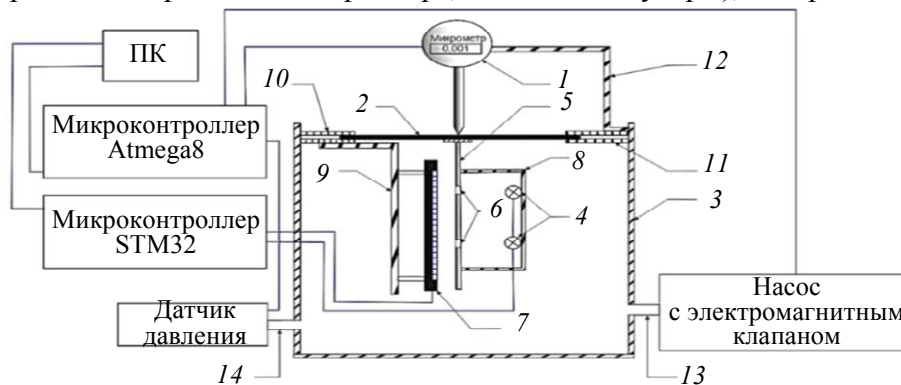 Микрометр
0.001
ПК
1
12
10
2
5
Микроконтроллер
Atmega8
8
11
9
3
6
4
Микроконтроллер
STM32
Датчик
давления
7
Насос
с электромагнитным
клапаном
14
13